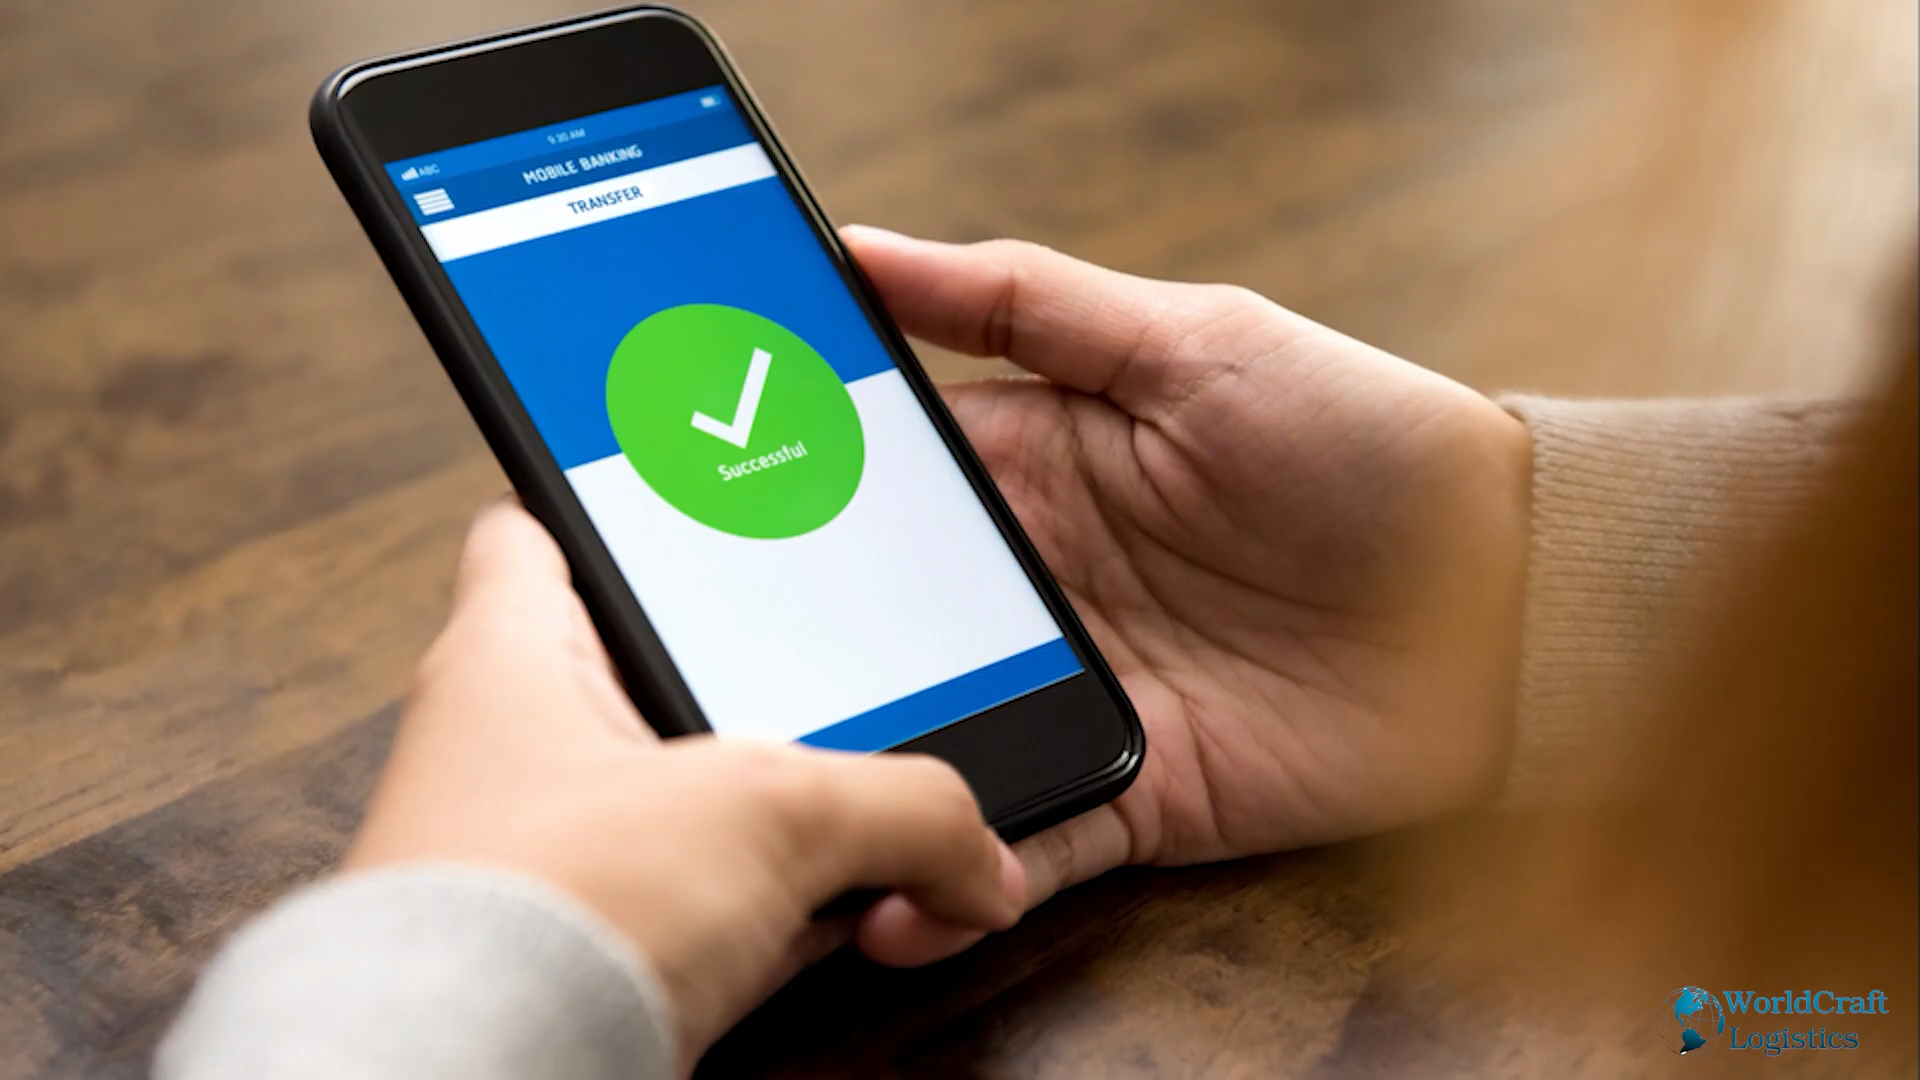 9:30 AM
ABC
MOBILE BANKING
TRANSFER
Successful
WorldCraft
Logistics